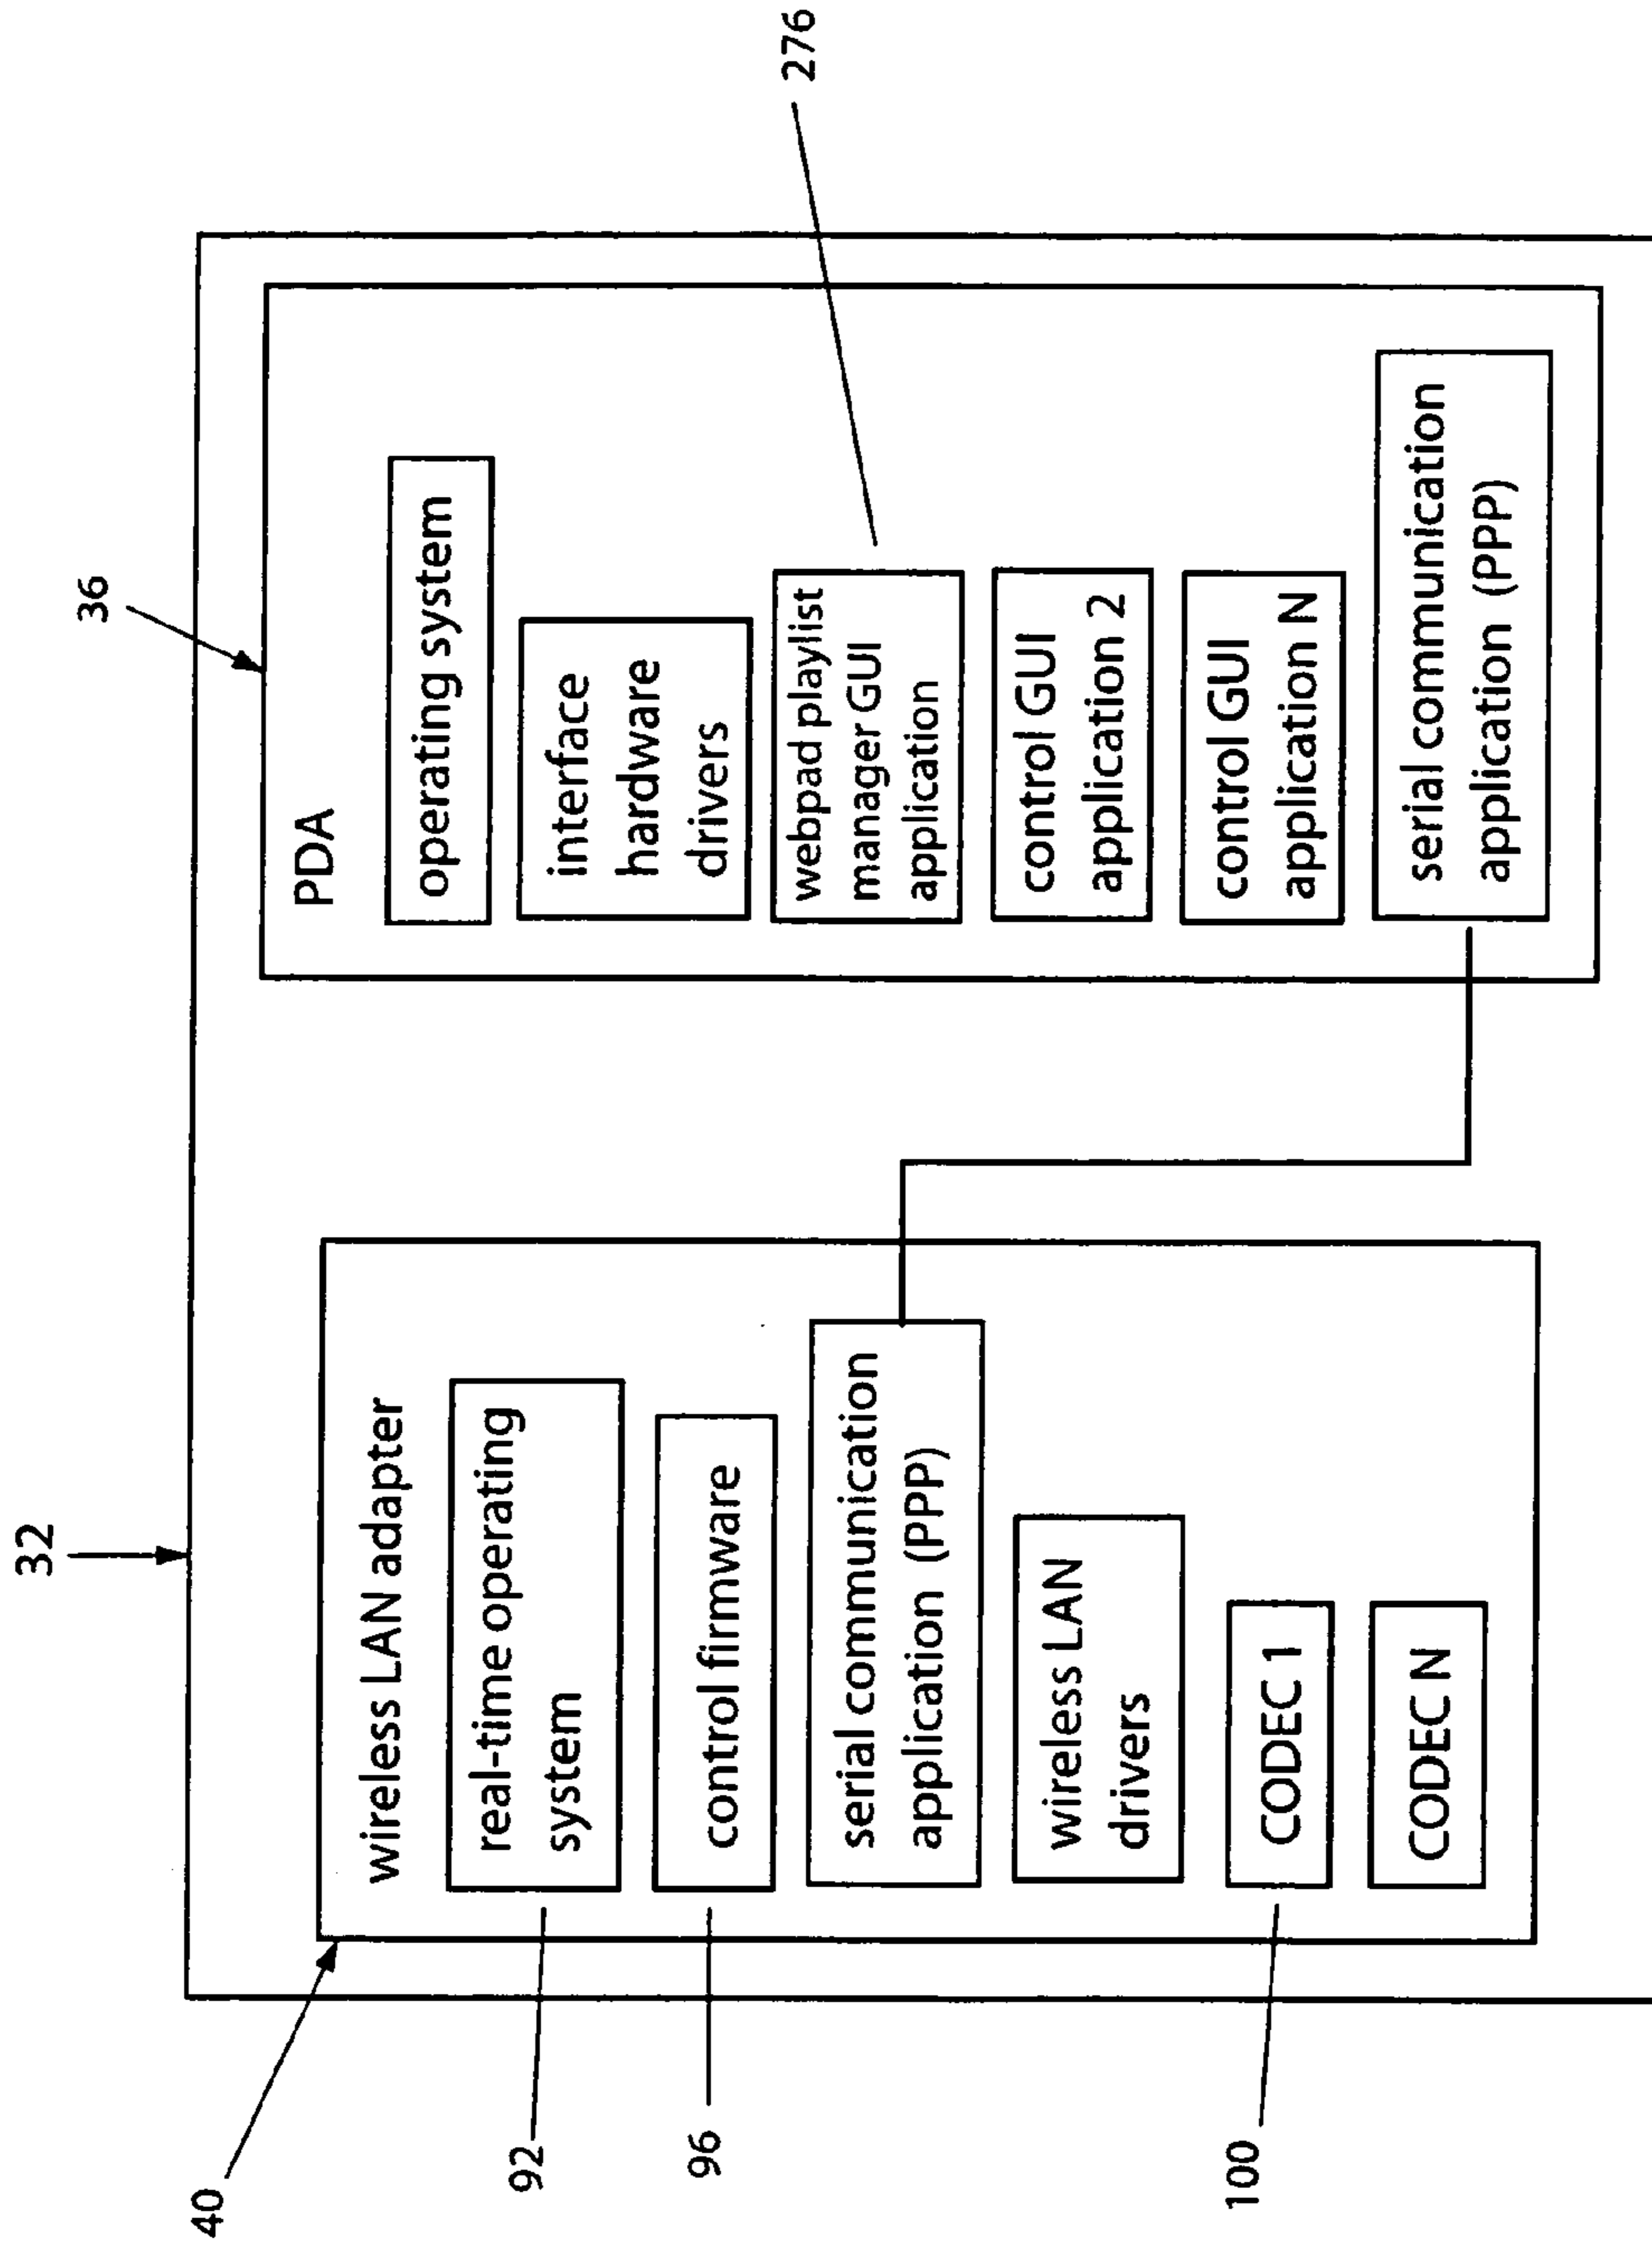 32
36
40
wireless LAN adapter
92
real-time operating
system
96
control firmware
serial communication
application (PPP)
wireless LAN
drivers
100
CODEC 1
CODEC N
PDA
operating system
interface
hardware
drivers
276
webpad playlist
manager GUI
application
control GUI
application 2
control GUI
application N
serial communication
application (PPP)